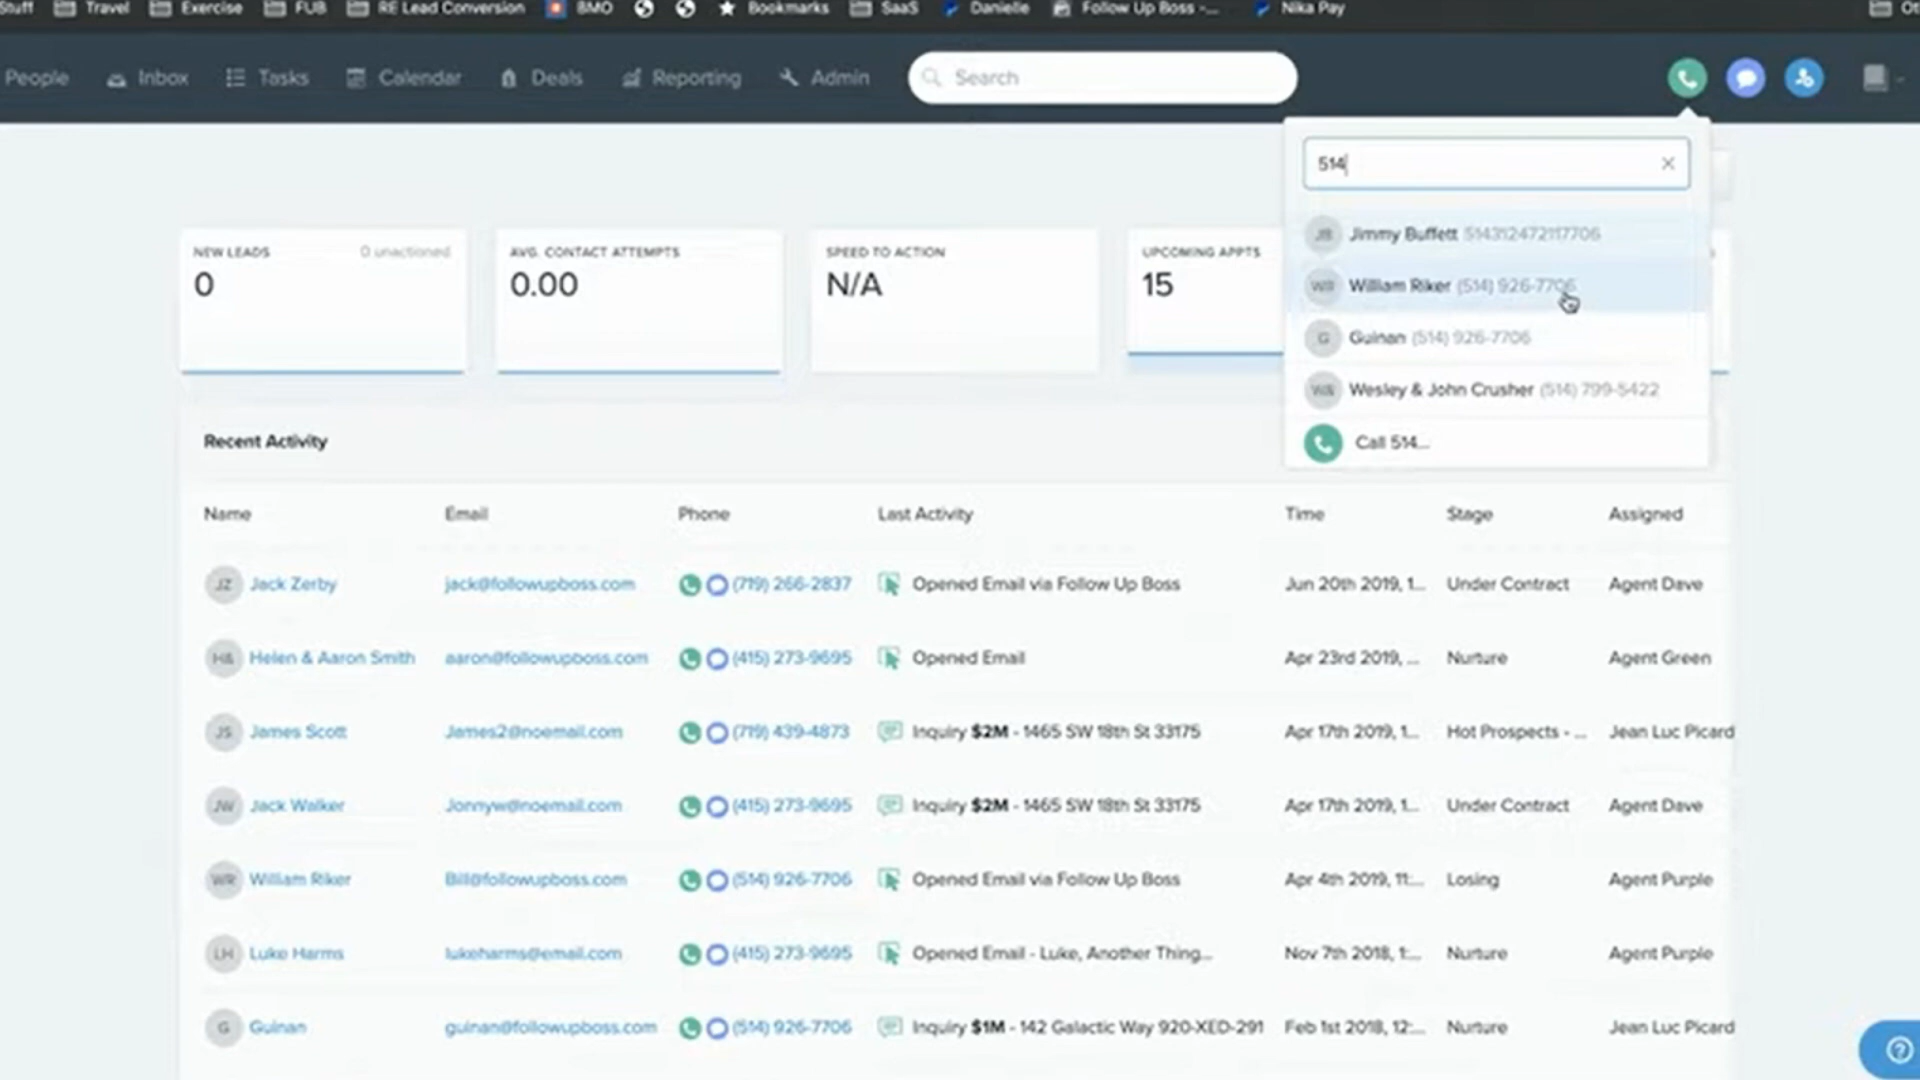 Stuff Travel Exercise FUB RE Lead Conversion BMO Bookmarks SaaS Danielle Follow Up Boss -... Nika Pay Ot
People Inbox Tasks Calendar Deals Reporting Admin Search
514
JB Jimmy Buffett 514312472117706
WR William Riker (514) 926-7706
G Guinan (514) 926-7706
W& Wesley & John Crusher (514) 799-5422
Call 514...
NEW LEADS 0 unactioned
0
AVG. CONTACT ATTEMPTS
0.00
SPEED TO ACTION
N/A
UPCOMING APPTS
15
Recent Activity
Name Email Phone Last Activity Time Stage Assigned
JZ Jack Zerby jack@followupboss.com (719) 266-2837 Opened Email via Follow Up Boss Jun 20th 2019, 1... Under Contract Agent Dave
H& Helen & Aaron Smith aaron@followupboss.com (415) 273-9695 Opened Email Apr 23rd 2019, ... Nurture Agent Green
JS James Scott James2@noemail.com (719) 439-4873 Inquiry $2M - 1465 SW 18th St 33175 Apr 17th 2019, 1... Hot Prospects - ... Jean Luc Picard
JW Jack Walker Jonnyw@noemail.com (415) 273-9695 Inquiry $2M - 1465 SW 18th St 33175 Apr 17th 2019, 1... Under Contract Agent Dave
WR William Riker Bill@followupboss.com (514) 926-7706 Opened Email via Follow Up Boss Apr 4th 2019, 11:... Losing Agent Purple
LH Luke Harms lukeharms@email.com (415) 273-9695 Opened Email - Luke, Another Thing... Nov 7th 2018, 1:... Nurture Agent Purple
G Guinan guinan@followupboss.com (514) 926-7706 Inquiry $1M - 142 Galactic Way 920-XED-291 Feb 1st 2018, 12:... Nurture Jean Luc Picard